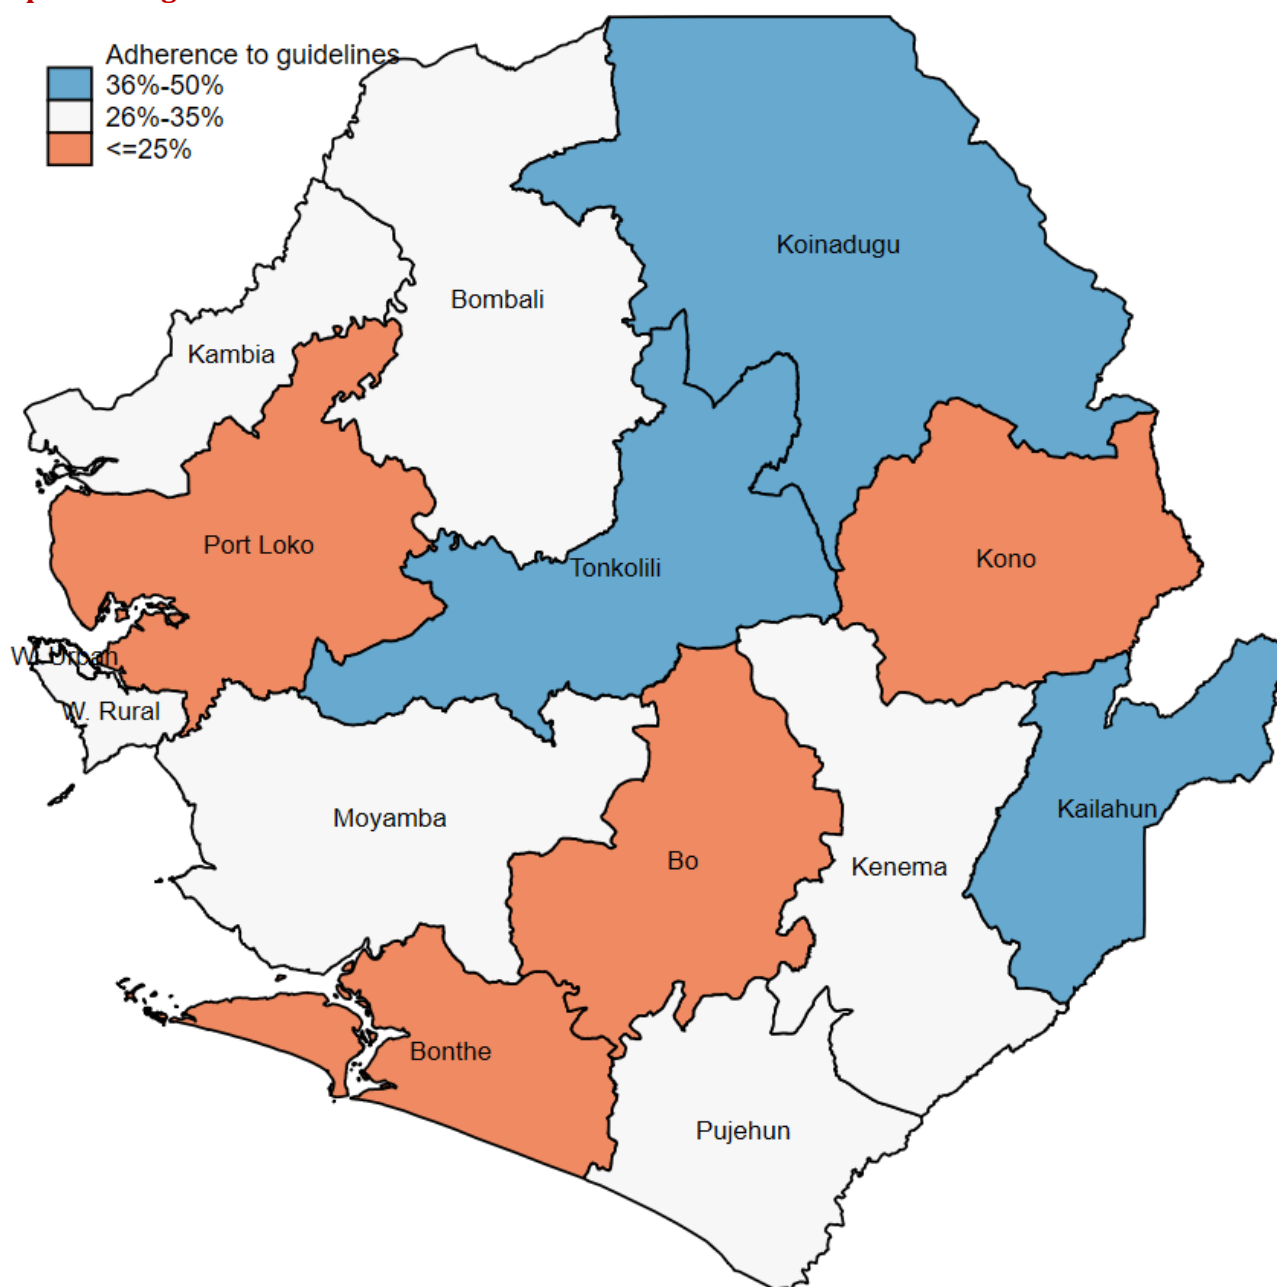 Adherence to guidelines
36%-50%
26%-35%
<=25%
Koinadugu
Bombali
Kambia
Port Loko
Tonkolili
Kono
W. Urban
W. Rural
Moyamba
Bo
Kenema
Kailahun
Bonthe
Pujehun